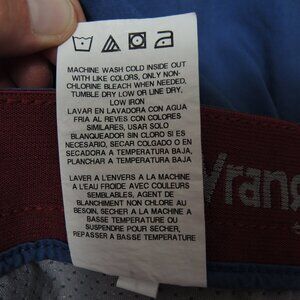 MACHINE WASH COLD INSIDE OUT
WITH LIKE COLORS, ONLY NON-
CHLORINE BLEACH WHEN NEEDED,
TUMBLE DRY LOW OR LINE DRY,
LOW IRON
LAVAR EN LAVADORA CON AGUA
FRIA AL REVES CON COLORES
SIMILARES, USAR SOLO
BLANQUEADOR SIN CLORO SI ES
NECESARIO, SECAR COLGADO O EN
SECADORA A TEMPERATURA BAJA,
PLANCHAR A TEMPERATURA BAJA
LAVER A L'ENVERS A LA MACHINE
A L'EAU FROIDE AVEC COULEURS
SEMBLABLES, AGENT DE
BLANCHIMENT NON CHLORE AU
BESOIN, SECHER A LA MACHINE A
BAS TEMPERATURE OU
SUSPENDRE POUR SECHER,
REPASSER A BASSE TEMPERATURE
Wrang